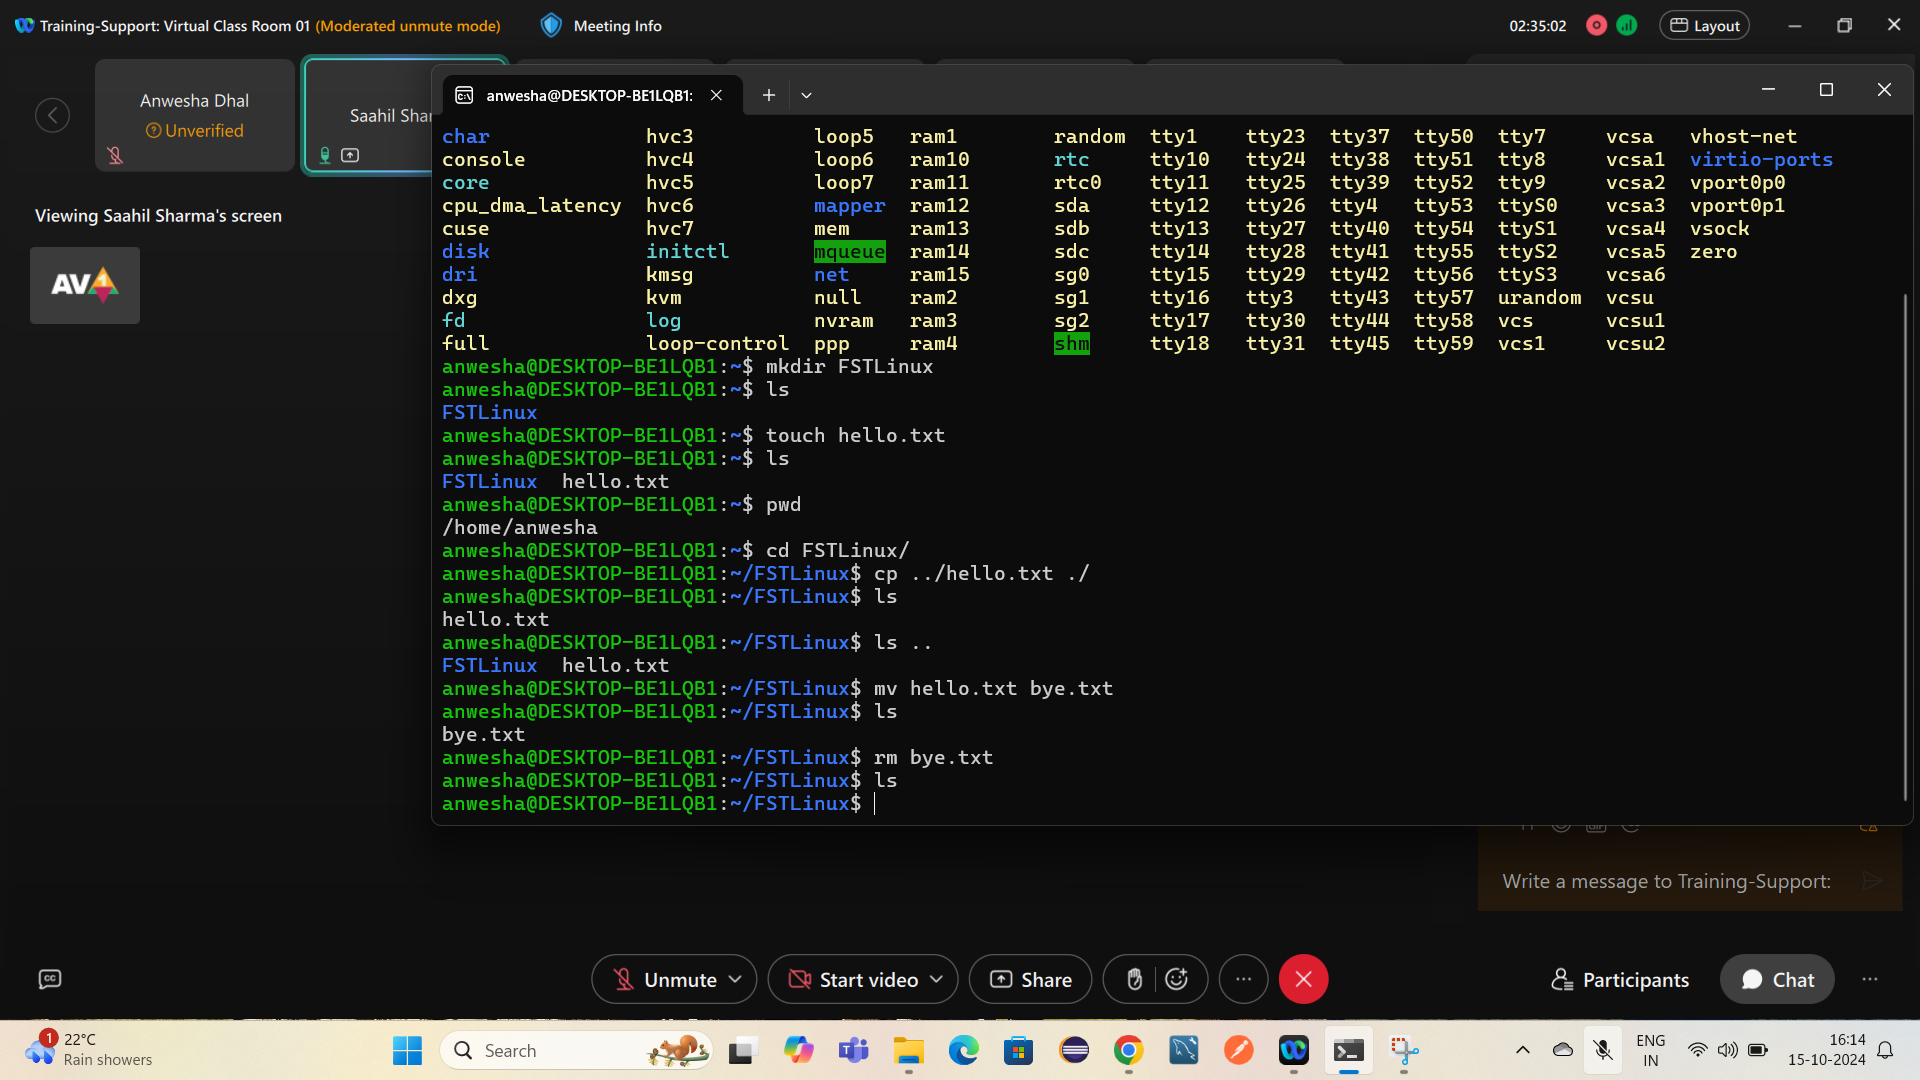 Training-Support: Virtual Class Room 01 (Moderated unmute mode) Meeting Info 02:35:02 Layout
Anwesha Dhal
Unverified
Saahil Shar
Viewing Saahil Sharma's screen
AV1
anwesha@DESKTOP-BE1LQB1:
char hvc3 loop5 ram1 random tty1 tty23 tty37 tty50 tty7 vcsa vhost-net
console hvc4 loop6 ram10 rtc tty10 tty24 tty38 tty51 tty8 vcsa1 virtio-ports
core hvc5 loop7 ram11 rtc0 tty11 tty25 tty39 tty52 tty9 vcsa2 vport0p0
cpu_dma_latency hvc6 mapper ram12 sda tty12 tty26 tty4 tty53 ttyS0 vcsa3 vport0p1
cuse hvc7 mem ram13 sdb tty13 tty27 tty40 tty54 ttyS1 vcsa4 vsock
disk initctl mqueue ram14 sdc tty14 tty28 tty41 tty55 ttyS2 vcsa5 zero
dri kmsg net ram15 sg0 tty15 tty29 tty42 tty56 ttyS3 vcsa6
dxg kvm null ram2 sg1 tty16 tty3 tty43 tty57 urandom vcsu
fd log nvram ram3 sg2 tty17 tty30 tty44 tty58 vcs vcsu1
full loop-control ppp ram4 shm tty18 tty31 tty45 tty59 vcs1 vcsu2
anwesha@DESKTOP-BE1LQB1:~$ mkdir FSTLinux
anwesha@DESKTOP-BE1LQB1:~$ ls
FSTLinux
anwesha@DESKTOP-BE1LQB1:~$ touch hello.txt
anwesha@DESKTOP-BE1LQB1:~$ ls
FSTLinux hello.txt
anwesha@DESKTOP-BE1LQB1:~$ pwd
/home/anwesha
anwesha@DESKTOP-BE1LQB1:~$ cd FSTLinux/
anwesha@DESKTOP-BE1LQB1:~/FSTLinux$ cp ../hello.txt ./
anwesha@DESKTOP-BE1LQB1:~/FSTLinux$ ls
hello.txt
anwesha@DESKTOP-BE1LQB1:~/FSTLinux$ ls ..
FSTLinux hello.txt
anwesha@DESKTOP-BE1LQB1:~/FSTLinux$ mv hello.txt bye.txt
anwesha@DESKTOP-BE1LQB1:~/FSTLinux$ ls
bye.txt
anwesha@DESKTOP-BE1LQB1:~/FSTLinux$ rm bye.txt
anwesha@DESKTOP-BE1LQB1:~/FSTLinux$ ls
anwesha@DESKTOP-BE1LQB1:~/FSTLinux$
Write a message to Training-Support:
CC Unmute Start video Share Participants Chat
1 22°C
Rain showers
Search
ENG
IN
16:14
15-10-2024